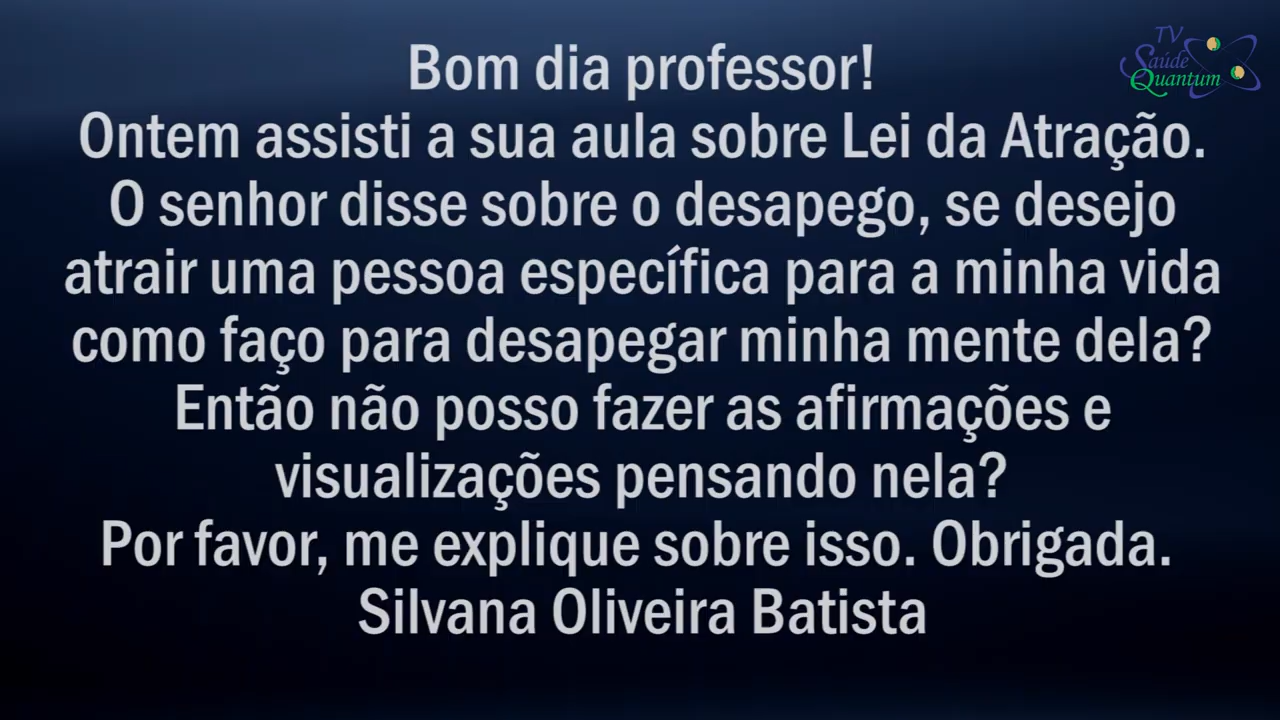 TV
Saúde
Quantum
Bom dia professor!
Ontem assisti a sua aula sobre Lei da Atração.
O senhor disse sobre o desapego, se desejo
atrair uma pessoa específica para a minha vida
como faço para desapegar minha mente dela?
Então não posso fazer as afirmações e
visualizações pensando nela?
Por favor, me explique sobre isso. Obrigada.
Silvana Oliveira Batista